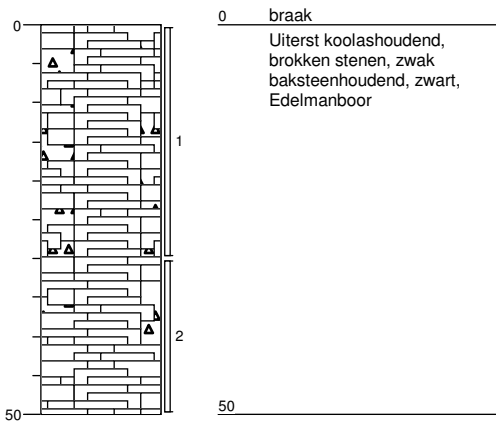 0
1
2
50
0 braak
Uiterst koolashoudend,
brokken stenen, zwak
baksteenhoudend, zwart,
Edelmanboor
50